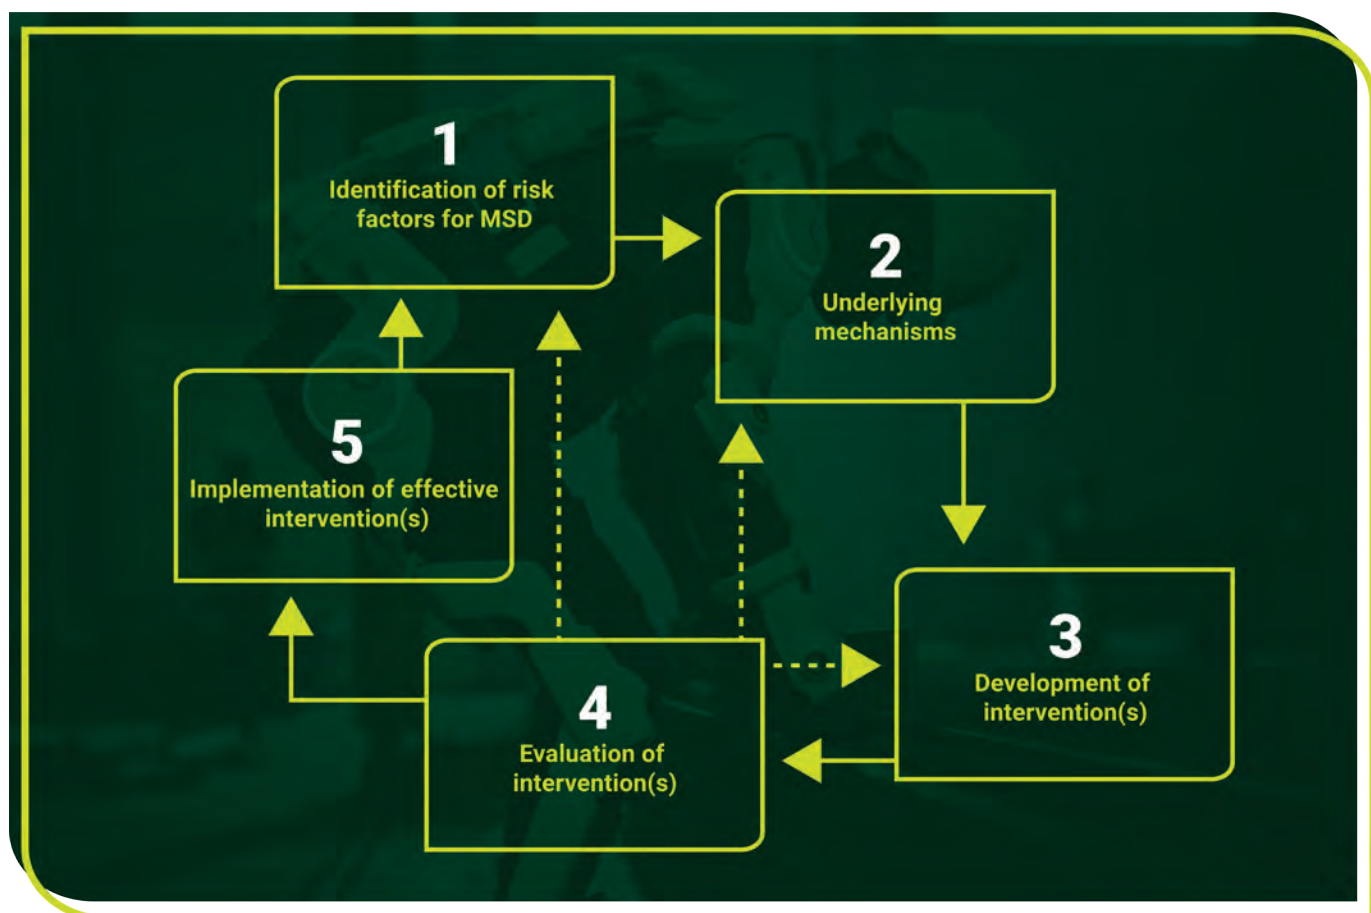 1
Identification of risk
factors for MSD
2
Underlying
mechanisms
3
Development of
intervention(s)
4
Evaluation of
intervention(s)
5
Implementation of effective
intervention(s)